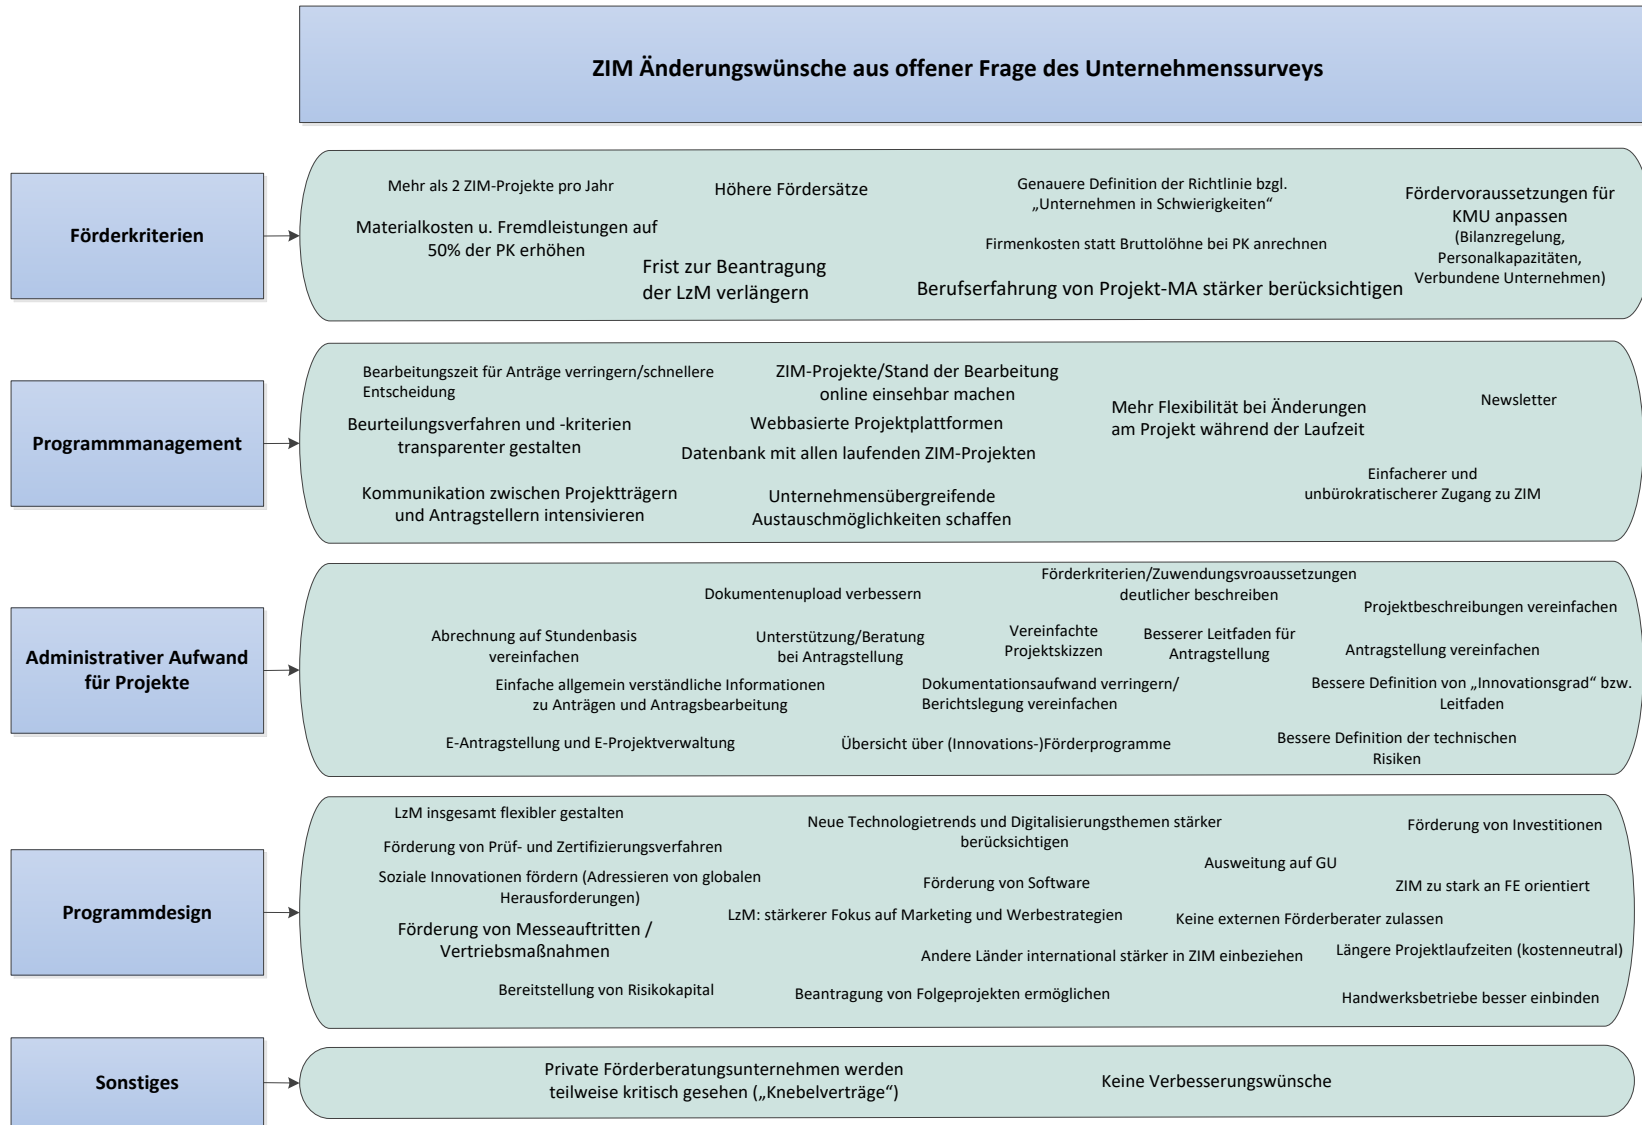 ZIM Änderungswünsche aus offener Frage des Unternehmenssurveys
Förderkriterien
Mehr als 2 ZIM-Projekte pro Jahr
Materialkosten u. Fremdleistungen auf
50% der PK erhöhen
Höhere Fördersätze
Frist zur Beantragung
der LzM verlängern
Genauere Definition der Richtlinie bzgl.
„Unternehmen in Schwierigkeiten“
Firmenkosten statt Bruttolöhne bei PK anrechnen
Berufserfahrung von Projekt-MA stärker berücksichtigen
Fördervoraussetzungen für
KMU anpassen
(Bilanzregelung,
Personalkapazitäten,
Verbundene Unternehmen)
Programmmanagement
Bearbeitungszeit für Anträge verringern/schnellere
Entscheidung
Beurteilungsverfahren und -kriterien
transparenter gestalten
Kommunikation zwischen Projektträgern
und Antragstellern intensivieren
ZIM-Projekte/Stand der Bearbeitung
online einsehbar machen
Webbasierte Projektplattformen
Datenbank mit allen laufenden ZIM-Projekten
Unternehmensübergreifende
Austauschmöglichkeiten schaffen
Mehr Flexibilität bei Änderungen
am Projekt während der Laufzeit
Newsletter
Einfacherer und
unbürokratischerer Zugang zu ZIM
Administrativer Aufwand
für Projekte
Dokumentenupload verbessern
Förderkriterien/Zuwendungsvroaussetzungen
deutlicher beschreiben
Projektbeschreibungen vereinfachen
Abrechnung auf Stundenbasis
vereinfachen
Unterstützung/Beratung
bei Antragstellung
Vereinfachte
Projektskizzen
Besserer Leitfaden für
Antragstellung
Antragstellung vereinfachen
Einfache allgemein verständliche Informationen
zu Anträgen und Antragsbearbeitung
Dokumentationsaufwand verringern/
Berichtslegung vereinfachen
Bessere Definition von „Innovationsgrad“ bzw.
Leitfaden
E-Antragstellung und E-Projektverwaltung
Übersicht über (Innovations-)Förderprogramme
Bessere Definition der technischen
Risiken
Programmdesign
LzM insgesamt flexibler gestalten
Förderung von Prüf- und Zertifizierungsverfahren
Soziale Innovationen fördern (Adressieren von globalen
Herausforderungen)
Förderung von Messeauftritten /
Vertriebsmaßnahmen
Bereitstellung von Risikokapital
Neue Technologietrends und Digitalisierungsthemen stärker
berücksichtigen
Förderung von Software
LzM: stärkerer Fokus auf Marketing und Werbestrategien
Andere Länder international stärker in ZIM einbeziehen
Beantragung von Folgeprojekten ermöglichen
Förderung von Investitionen
Ausweitung auf GU
ZIM zu stark an FE orientiert
Keine externen Förderberater zulassen
Längere Projektlaufzeiten (kostenneutral)
Handwerksbetriebe besser einbinden
Sonstiges
Private Förderberatungsunternehmen werden
teilweise kritisch gesehen („Knebelverträge“)
Keine Verbesserungswünsche